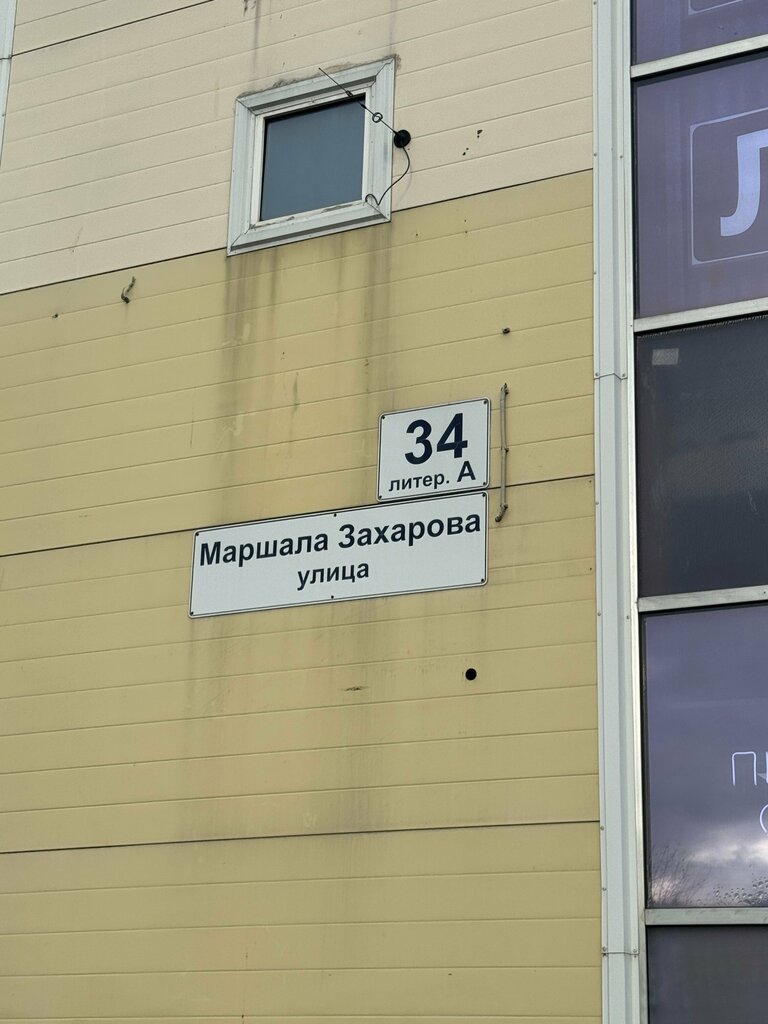 34
литер. А
Маршала Захарова
улица